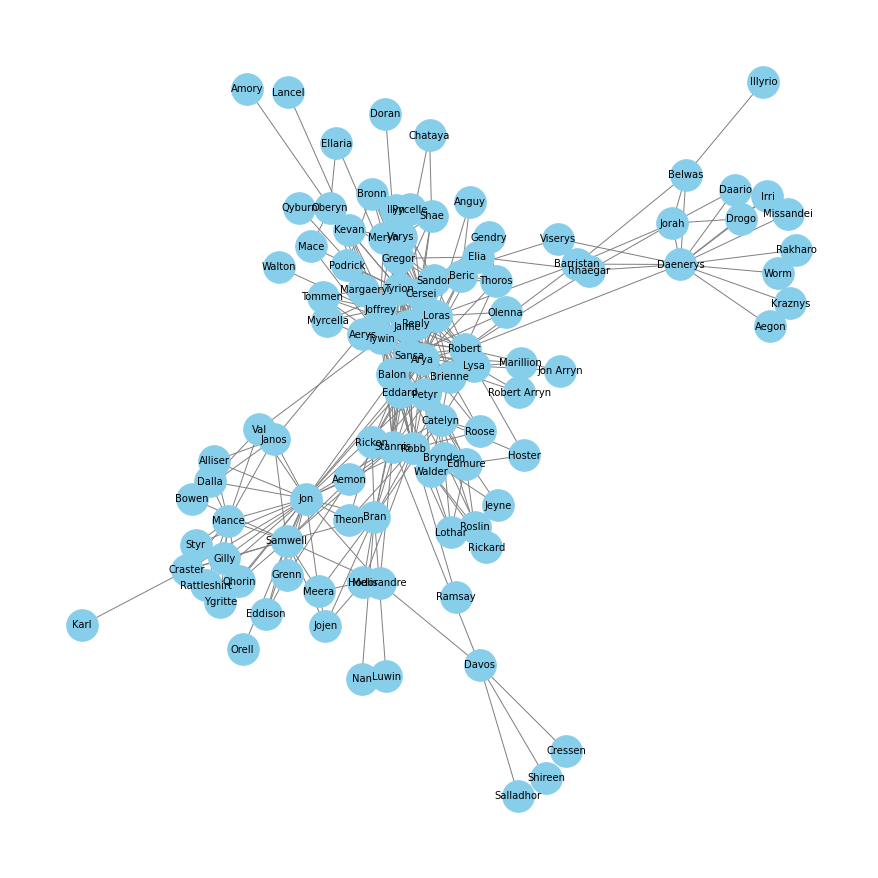 Illyrio
Amory
Lancel
Doran
Chataya
Ellaria
Belwas
Daario
Irri
Bronn
Qyburn
Oberyn
Illyn
Pycelle
Shae
Anguy
Missandei
Drogo
Jorah
Kevan
Meryn
Varys
Gendry
Viserys
Mace
Rakharo
Elia
Gregor
Walton
Podrick
Barristan
Rhaegar
Daenerys
Worm
Beric
Sandor
Thoros
Tommen
Margaery
Tyrion
Cersei
Kraznys
Joffrey
Olenna
Myrcella
Renly
Loras
Aegon
Jaime
Aerys
Tywin
Robert
Sansa
Arya
Lysa
Marillion
Jon Arryn
Balon
Brienne
Eddard
Petyr
Robert Arryn
Catelyn
Val
Janos
Roose
Rickon
Stannis
Robb
Alliser
Brynden
Hoster
Edmure
Walder
Dalla
Aemon
Bowen
Jon
Jeyne
Mance
Theon
Bran
Roslin
Lothar
Samwell
Styr
Rickard
Gilly
Craster
Grenn
Qhorin
Rattleshirt
Hodor
Melisandre
Meera
Ygritte
Ramsay
Eddison
Karl
Jojen
Orell
Davos
Nan
Luwin
Cressen
Shireen
Salladhor